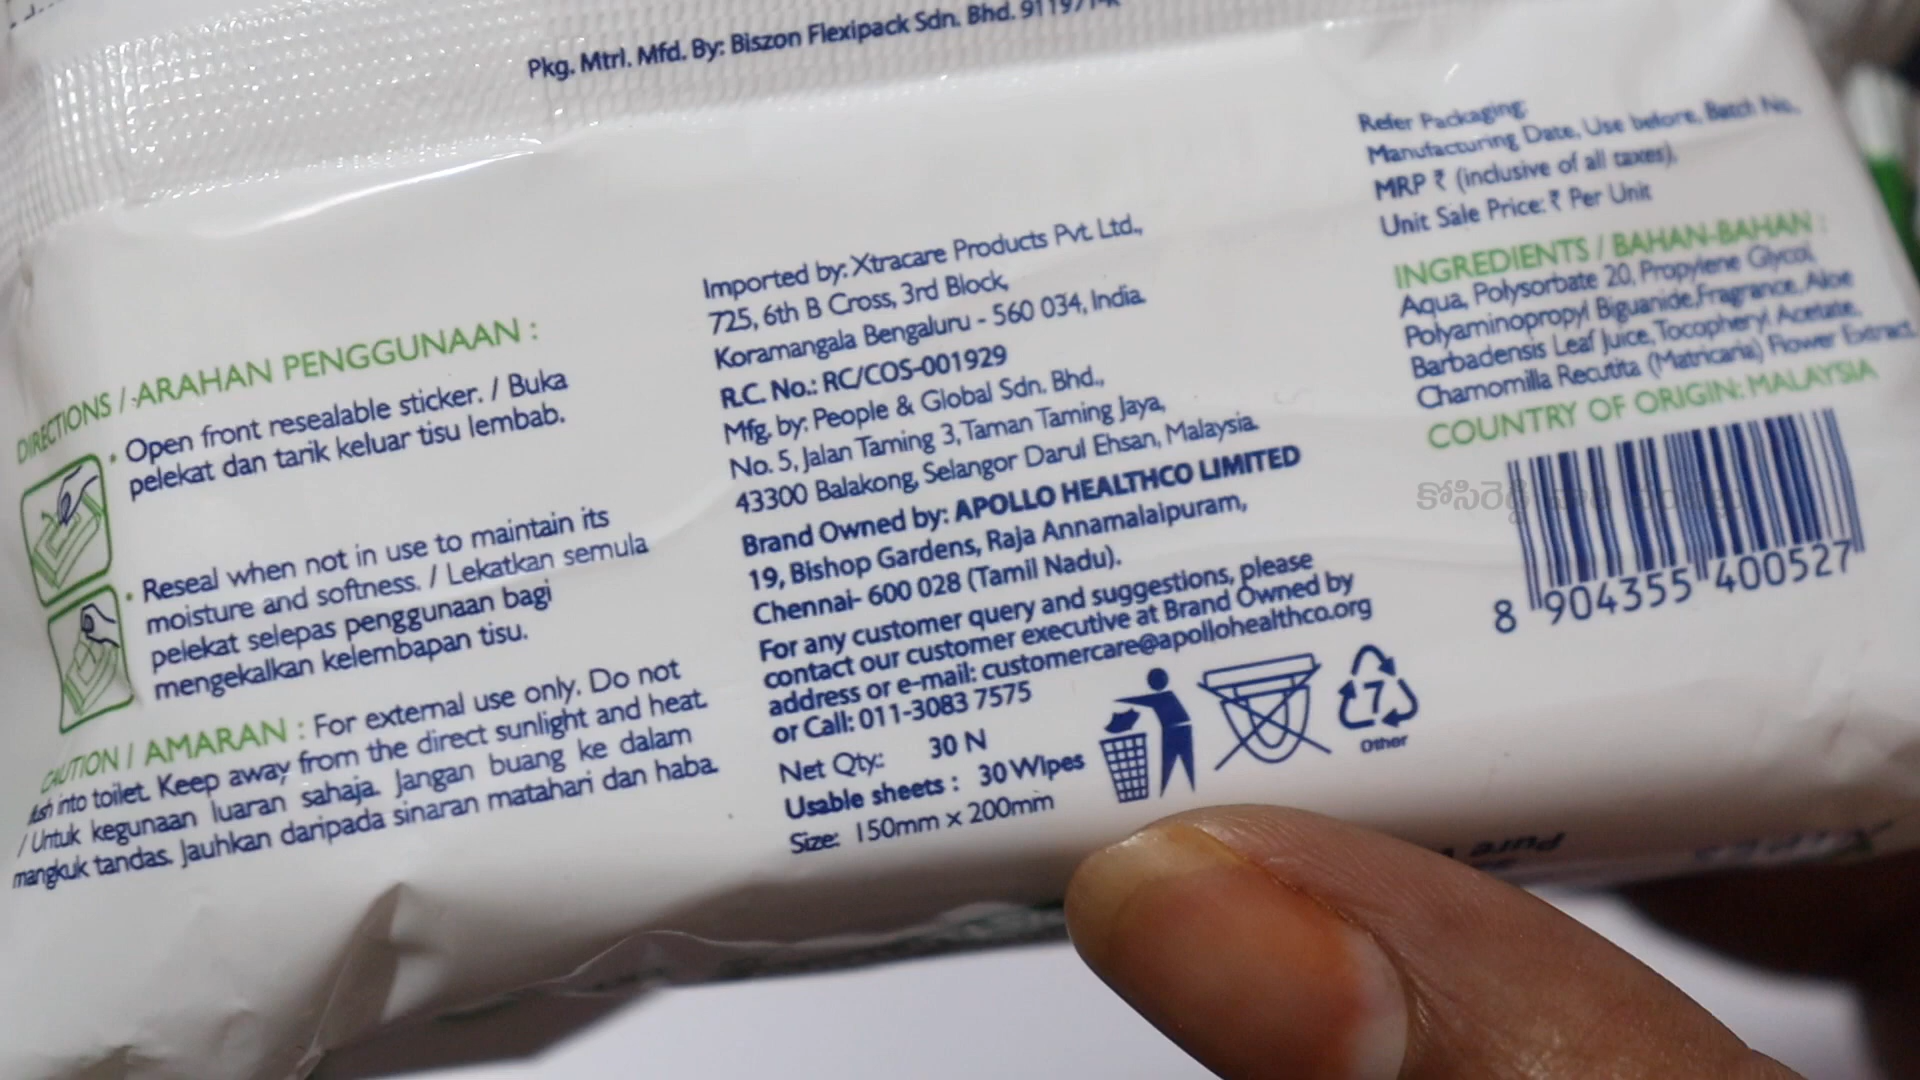 Pkg. Mtrl. Mfd. By: Biszon Flexipack Sdn. Bhd.
DIRECTIONS / ARAHAN PENGGUNAAN :
• Open front resealable sticker. / Buka
pelekat dan tarik keluar tisu lembab.
• Reseal when not in use to maintain its
moisture and softness. / Lekatkan semula
pelekat selepas penggunaan bagi
mengekalkan kelembapan tisu.
CAUTION / AMARAN : For external use only. Do not
flush into toilet. Keep away from the direct sunlight and heat.
/ Untuk kegunaan luaran sahaja. Jangan buang ke dalam
mangkuk tandas. Jauhkan daripada sinaran matahari dan haba.
Imported by: Xtracare Products Pvt. Ltd.,
725, 6th B Cross, 3rd Block,
Koramangala Bengaluru - 560 034, India.
R.C. No.: RC/COS-001929
Mfg. by: People & Global Sdn. Bhd.,
No. 5, Jalan Taming 3, Taman Taming Jaya,
43300 Balakong, Selangor Darul Ehsan, Malaysia.
Brand Owned by: APOLLO HEALTHCO LIMITED
19, Bishop Gardens, Raja Annamalaipuram,
Chennai- 600 028 (Tamil Nadu).
For any customer query and suggestions, please
contact our customer executive at Brand Owned by
address or e-mail: customercare@apollohealthco.org
or Call: 011-3083 7575
Net Qty: 30 N
Usable sheets : 30 Wipes
Size: 150mm x 200mm
7
Other
Refer Packaging:
Manufacturing Date, Use before, Batch No.,
MRP ₹ (inclusive of all taxes),
Unit Sale Price: ₹ Per Unit
INGREDIENTS / BAHAN-BAHAN :
Aqua, Polysorbate 20, Propylene Glycol,
Polyaminopropyl Biguanide, Fragrance, Aloe
Barbadensis Leaf Juice, Tocopheryl Acetate,
Chamomilla Recutita (Matricaria) Flower Extract
COUNTRY OF ORIGIN: MALAYSIA
8 904355 400527
Pure